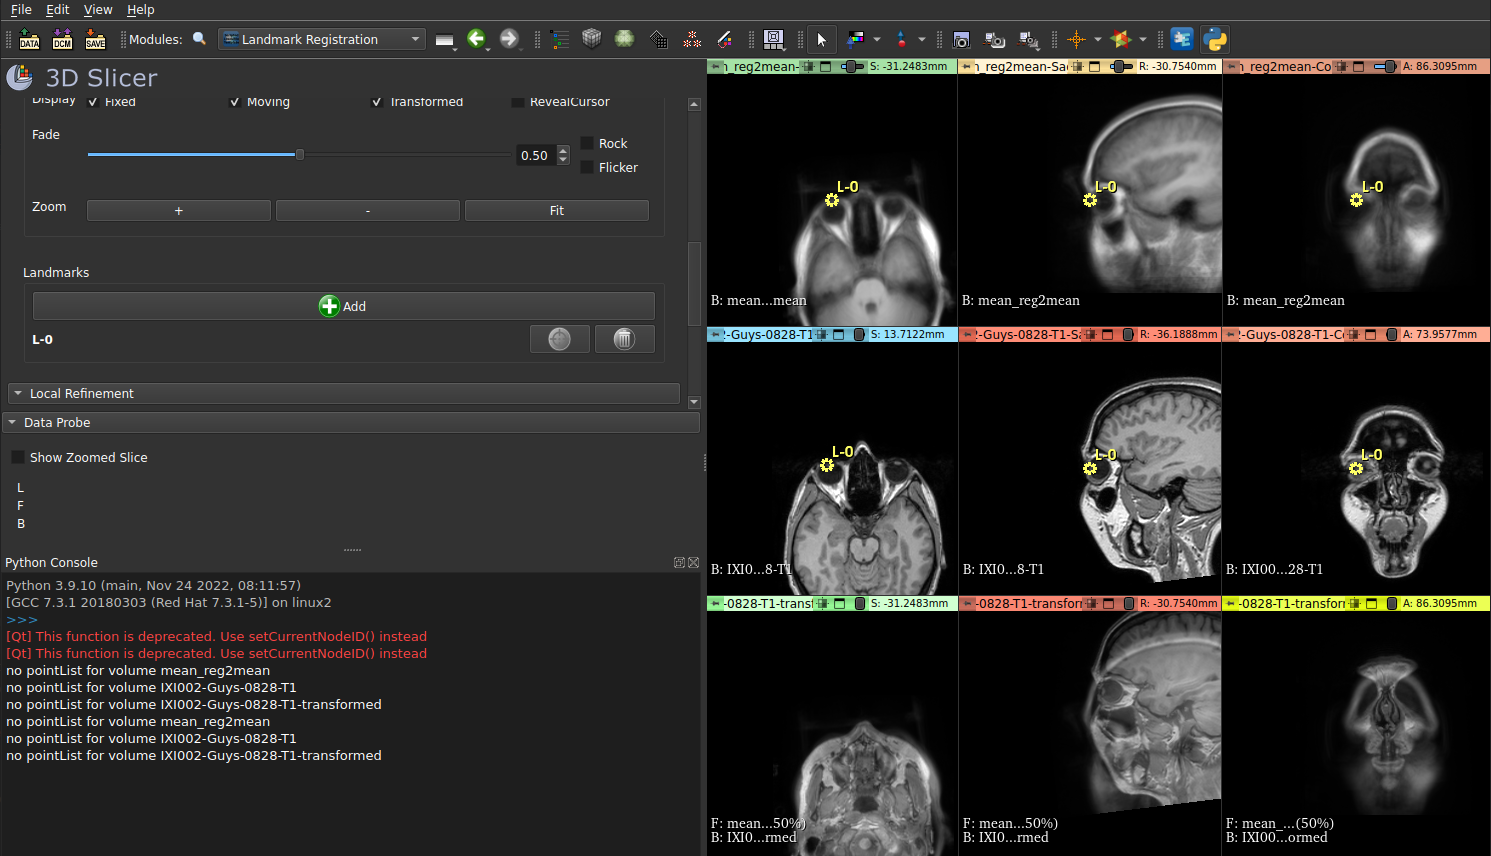 File Edit View Help
DATA DCM SAVE Modules: Landmark Registration
3D Slicer
Display Fixed Moving Transformed RevealCursor
Fade 0.50 Rock
Flicker
Zoom + - Fit
Landmarks
Add
L-0
Local Refinement
Data Probe
Show Zoomed Slice
L
F
B
Python Console
Python 3.9.10 (main, Nov 24 2022, 08:11:57)
[GCC 7.3.1 20180303 (Red Hat 7.3.1-5)] on linux2
>>>
[Qt] This function is deprecated. Use setCurrentNodeID() instead
[Qt] This function is deprecated. Use setCurrentNodeID() instead
no pointList for volume mean_reg2mean
no pointList for volume IXI002-Guys-0828-T1
no pointList for volume IXI002-Guys-0828-T1-transformed
no pointList for volume mean_reg2mean
no pointList for volume IXI002-Guys-0828-T1
no pointList for volume IXI002-Guys-0828-T1-transformed
_reg2mean- S: -31.2483mm
L-0
B: mean...mean
_reg2mean-Sa R: -30.7540mm
L-0
B: mean_reg2mean
_reg2mean-Co A: 86.3095mm
L-0
B: mean_reg2mean
-Guys-0828-T1 S: 13.7122mm
L-0
B: IXI0...8-T1
-Guys-0828-T1-Sa R: -36.1888mm
L-0
B: IXI0...8-T1
-Guys-0828-T1-C A: 73.9577mm
L-0
B: IXI00...28-T1
-0828-T1-transf S: -31.2483mm
F: mean...50%)
B: IXI0...rmed
-0828-T1-transfor R: -30.7540mm
F: mean...50%)
B: IXI0...rmed
-0828-T1-transfor A: 86.3095mm
F: mean_...(50%)
B: IXI00...ormed